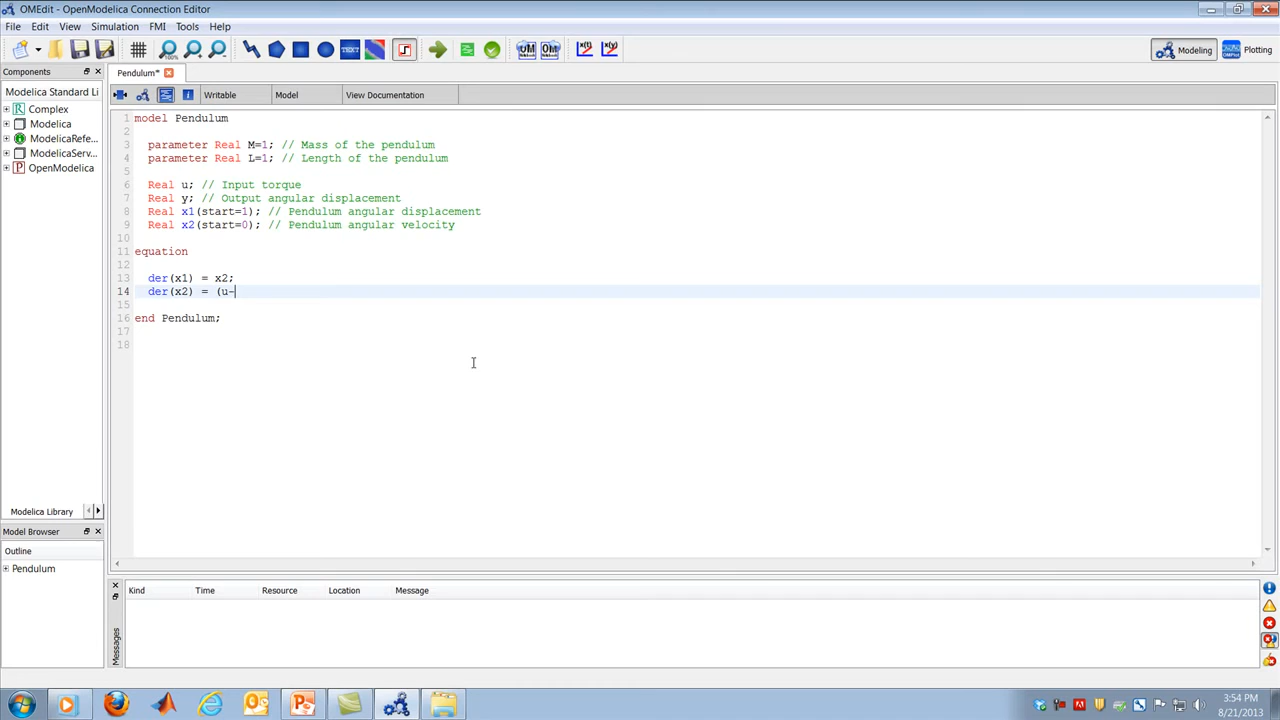 OMEdit - OpenModelica Connection Editor
File Edit View Simulation FMI Tools Help
100% TEXT OM OM x(t) x(y) Modeling OMPlot Plotting
Components Pendulum*
Modelica Standard Li Writable Model View Documentation
Complex
Modelica
ModelicaRefe...
ModelicaServ...
OpenModelica
1 model Pendulum
2
3 parameter Real M=1; // Mass of the pendulum
4 parameter Real L=1; // Length of the pendulum
5
6 Real u; // Input torque
7 Real y; // Output angular displacement
8 Real x1(start=1); // Pendulum angular displacement
9 Real x2(start=0); // Pendulum angular velocity
10
11 equation
12
13 der(x1) = x2;
14 der(x2) = (u-
15
16 end Pendulum;
17
18
Modelica Library
Model Browser
Outline
Pendulum
Kind Time Resource Location Message
Messages
3:54 PM
8/21/2013